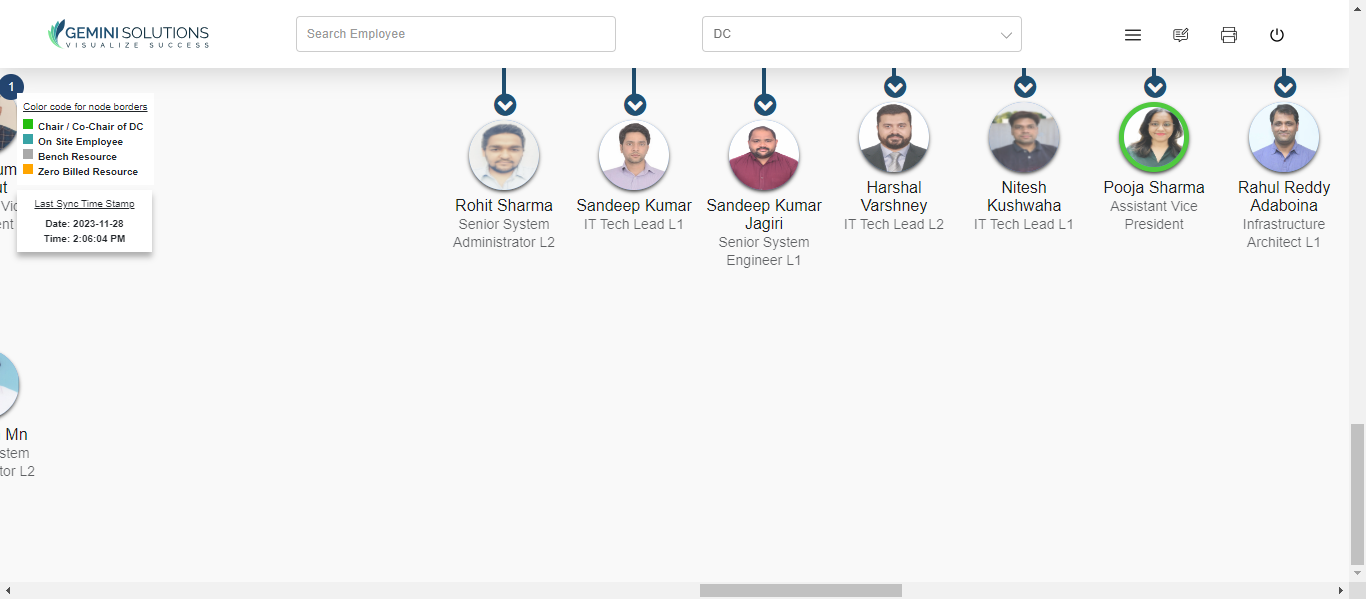 GEMINI SOLUTIONS
VISUALIZE SUCCESS
Search Employee
DC
1
Color code for node borders
Chair / Co-Chair of DC
On Site Employee
Bench Resource
Zero Billed Resource
Last Sync Time Stamp
Date: 2023-11-28
Time: 2:06:04 PM
Rohit Sharma
Senior System
Administrator L2
Sandeep Kumar
IT Tech Lead L1
Sandeep Kumar
Jagiri
Senior System
Engineer L1
Harshal
Varshney
IT Tech Lead L2
Nitesh
Kushwaha
IT Tech Lead L1
Pooja Sharma
Assistant Vice
President
Rahul Reddy
Adaboina
Infrastructure
Architect L1
Mn
stem
tor L2